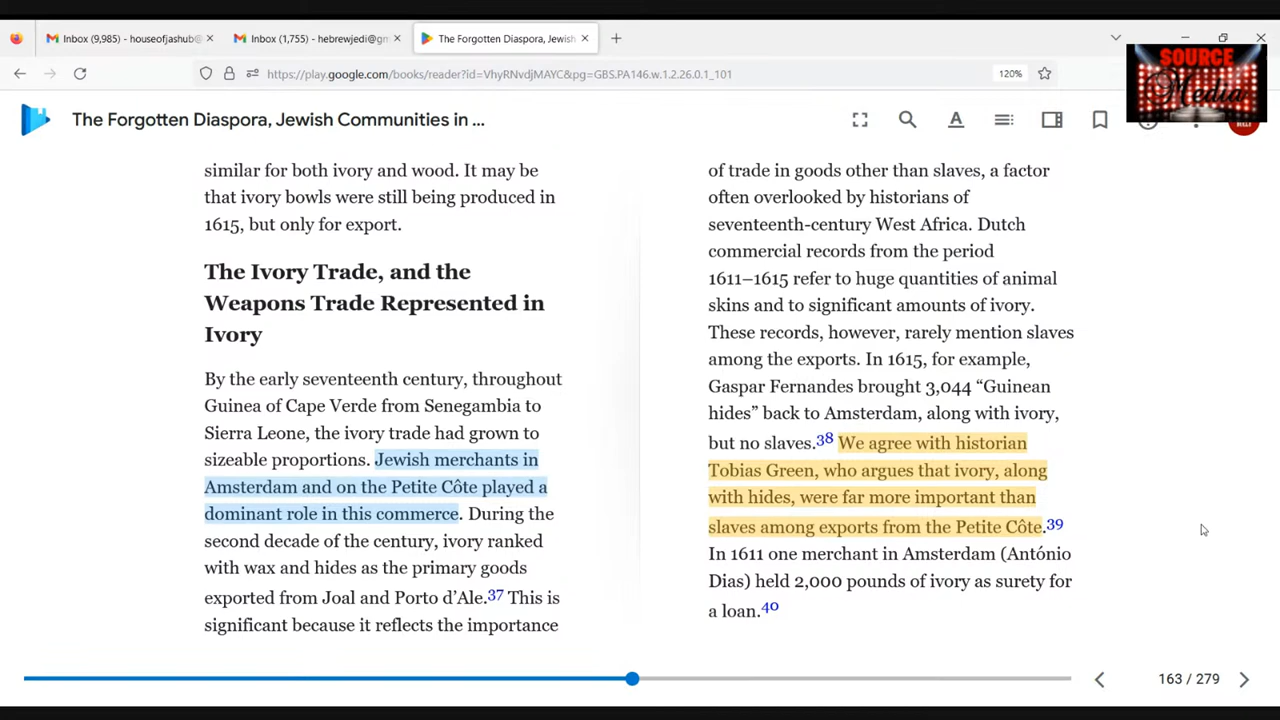 Inbox (9,985) - houseofjashub@
Inbox (1,755) - hebrewjedi@gm
The Forgotten Diaspora, Jewish
https://play.google.com/books/reader?id=VhyRNvdjMAYC&pg=GBS.PA146.w.1.2.26.0.1_101
120%
SOURCE
Media
The Forgotten Diaspora, Jewish Communities in ...
similar for both ivory and wood. It may be
that ivory bowls were still being produced in
1615, but only for export.
The Ivory Trade, and the
Weapons Trade Represented in
Ivory
By the early seventeenth century, throughout
Guinea of Cape Verde from Senegambia to
Sierra Leone, the ivory trade had grown to
sizeable proportions. Jewish merchants in
Amsterdam and on the Petite Côte played a
dominant role in this commerce. During the
second decade of the century, ivory ranked
with wax and hides as the primary goods
exported from Joal and Porto d’Ale.37 This is
significant because it reflects the importance
of trade in goods other than slaves, a factor
often overlooked by historians of
seventeenth-century West Africa. Dutch
commercial records from the period
1611–1615 refer to huge quantities of animal
skins and to significant amounts of ivory.
These records, however, rarely mention slaves
among the exports. In 1615, for example,
Gaspar Fernandes brought 3,044 “Guinean
hides” back to Amsterdam, along with ivory,
but no slaves.38 We agree with historian
Tobias Green, who argues that ivory, along
with hides, were far more important than
slaves among exports from the Petite Côte.39
In 1611 one merchant in Amsterdam (António
Dias) held 2,000 pounds of ivory as surety for
a loan.40
163 / 279